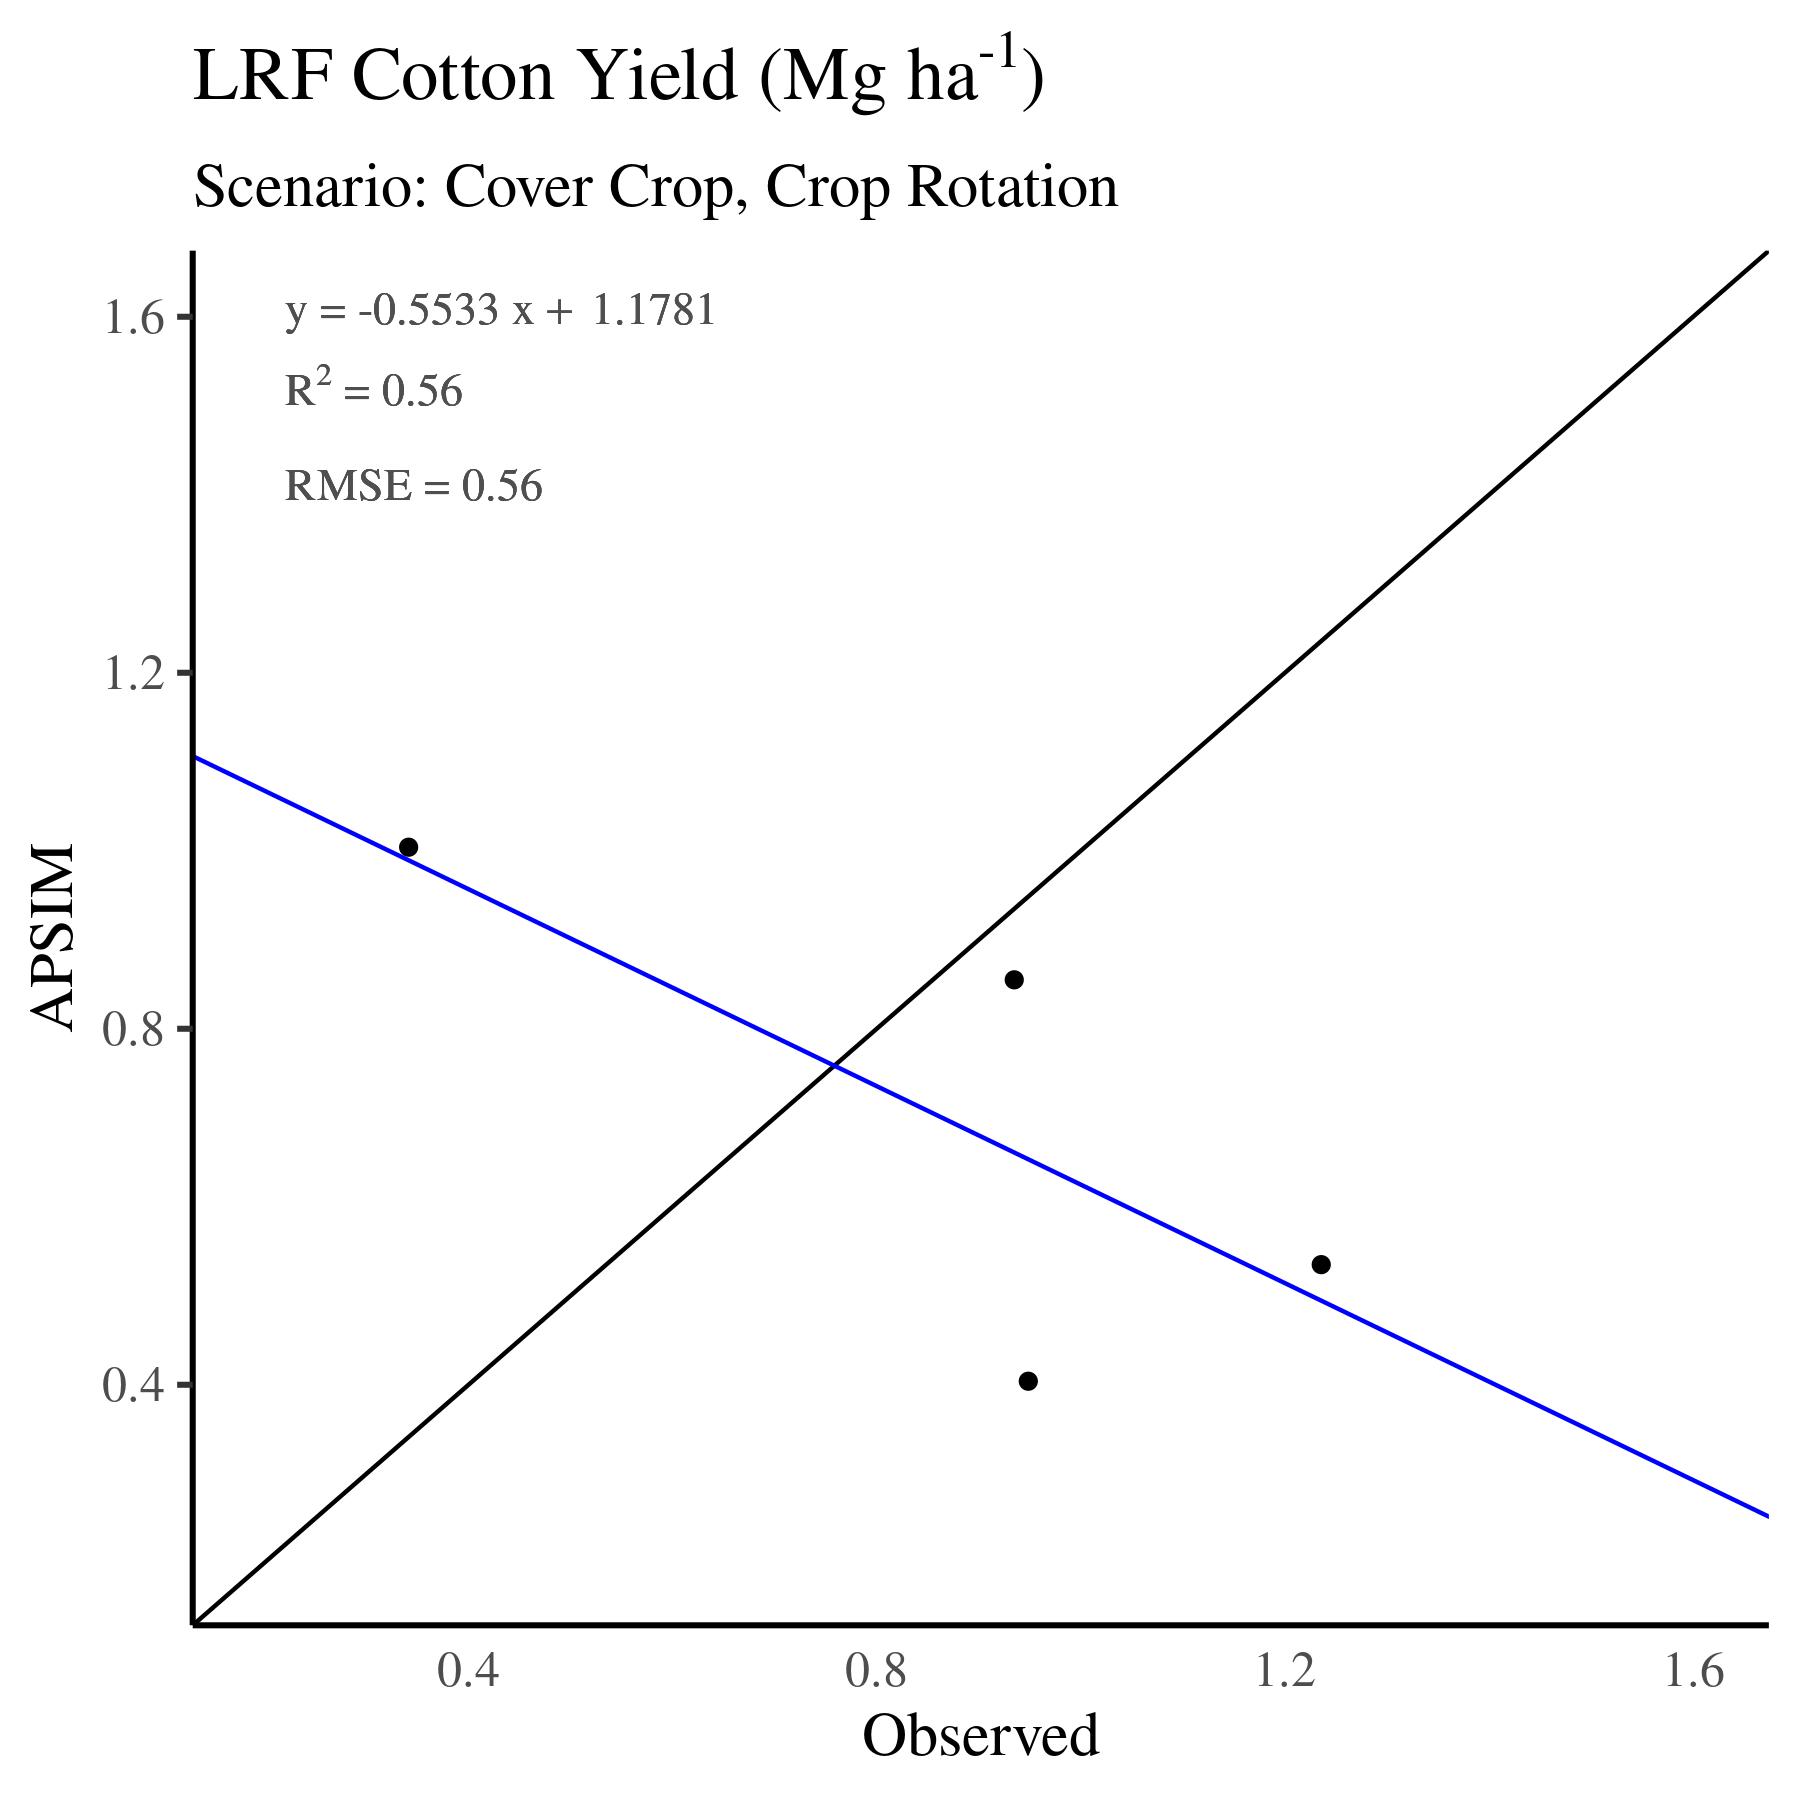 LRF Cotton Yield (Mg ha⁻¹)
Scenario: Cover Crop, Crop Rotation
y = -0.5533 x + 1.1781
R² = 0.56
RMSE = 0.56
1.6
1.2
0.8
0.4
APSIM
0.4 0.8 1.2 1.6
Observed